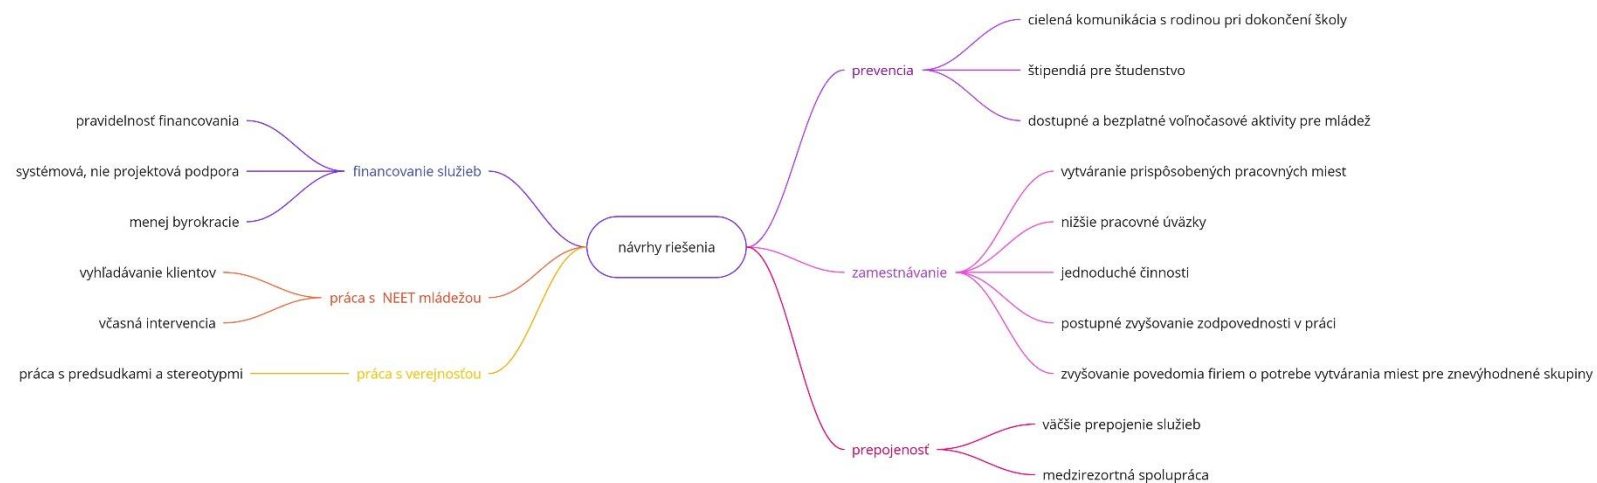 návrhy riešenia
financovanie služieb
pravidelnosť financovania
systémová, nie projektová podpora
menej byrokracie
práca s NEET mládežou
vyhľadávanie klientov
včasná intervencia
práca s verejnosťou
práca s predsudkami a stereotypmi
prevencia
cielená komunikácia s rodinou pri dokončení školy
štipendiá pre študenstvo
dostupné a bezplatné voľnočasové aktivity pre mládež
zamestnávanie
vytváranie prispôsobených pracovných miest
nižšie pracovné úväzky
jednoduché činnosti
postupné zvyšovanie zodpovednosti v práci
zvyšovanie povedomia firiem o potrebe vytvárania miest pre znevýhodnené skupiny
prepojenosť
väčšie prepojenie služieb
medzirezortná spolupráca